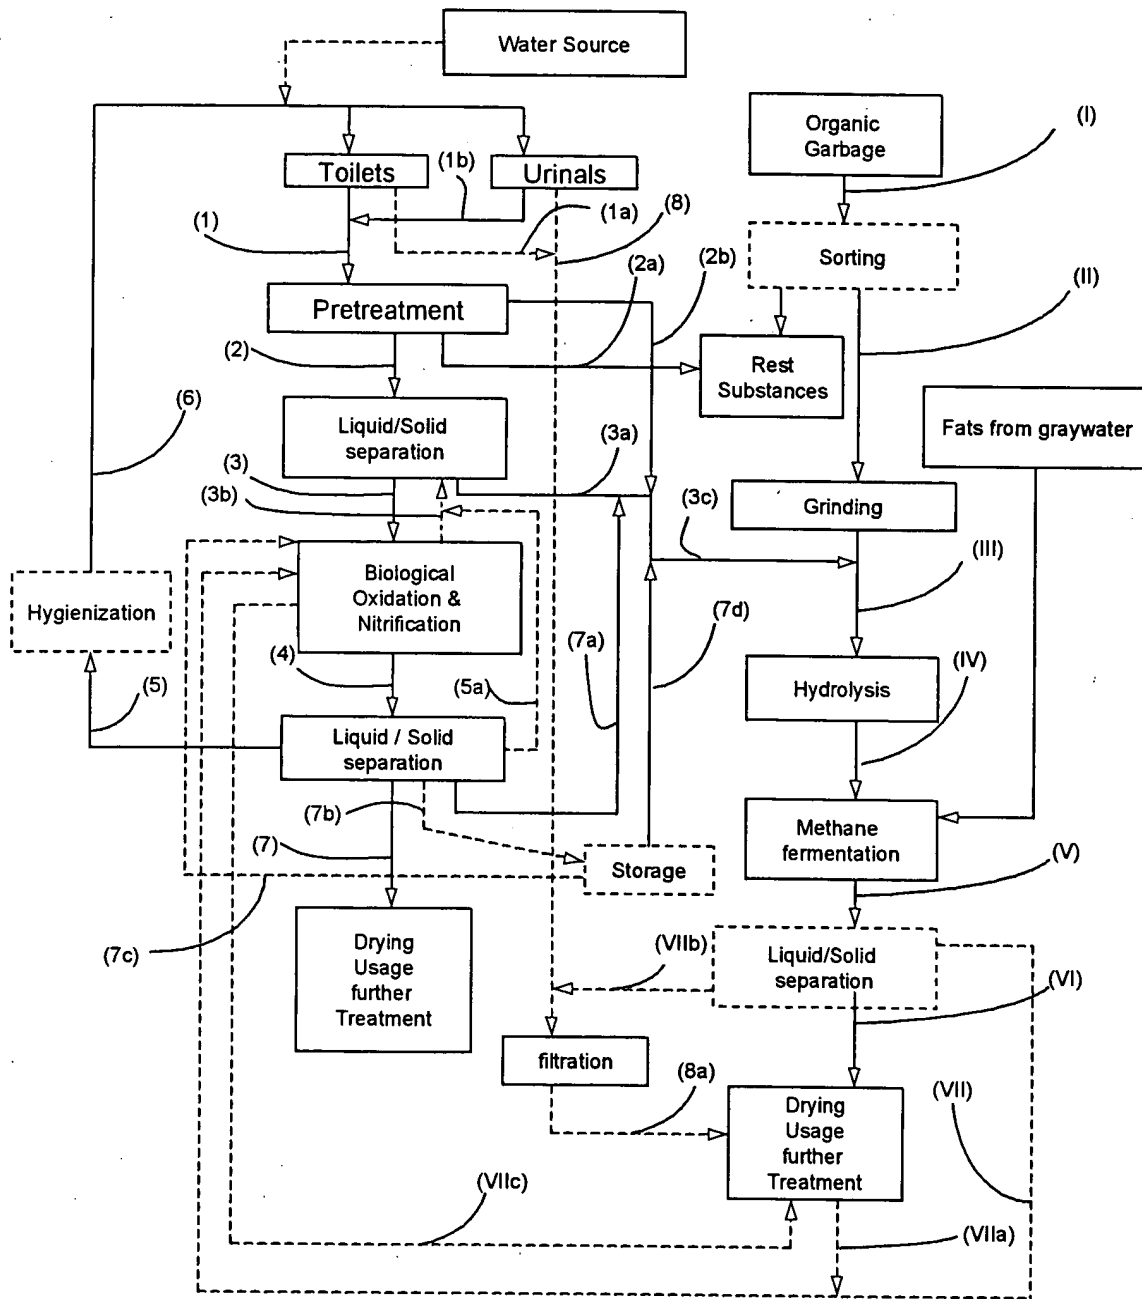 Water Source
Organic
Garbage
(I)
Toilets
(1b)
Urinals
(1)
(1a)
(8)
Sorting
(2a)
(2b)
(II)
Pretreatment
(2)
Rest
Substances
(6)
Liquid/Solid
separation
(3a)
Fats from graywater
(3)
(3b)
Grinding
(3c)
(III)
Biological
Oxidation &
Nitrification
Hygienization
(4)
(7a)
(7d)
(5)
(5a)
Hydrolysis
(IV)
Liquid / Solid
separation
(7b)
(7)
Storage
Methane
fermentation
(V)
(7c)
Drying
Usage
further
Treatment
(VIIb)
Liquid/Solid
separation
(VI)
filtration
(8a)
Drying
Usage
further
Treatment
(VII)
(VIIc)
(VIIa)